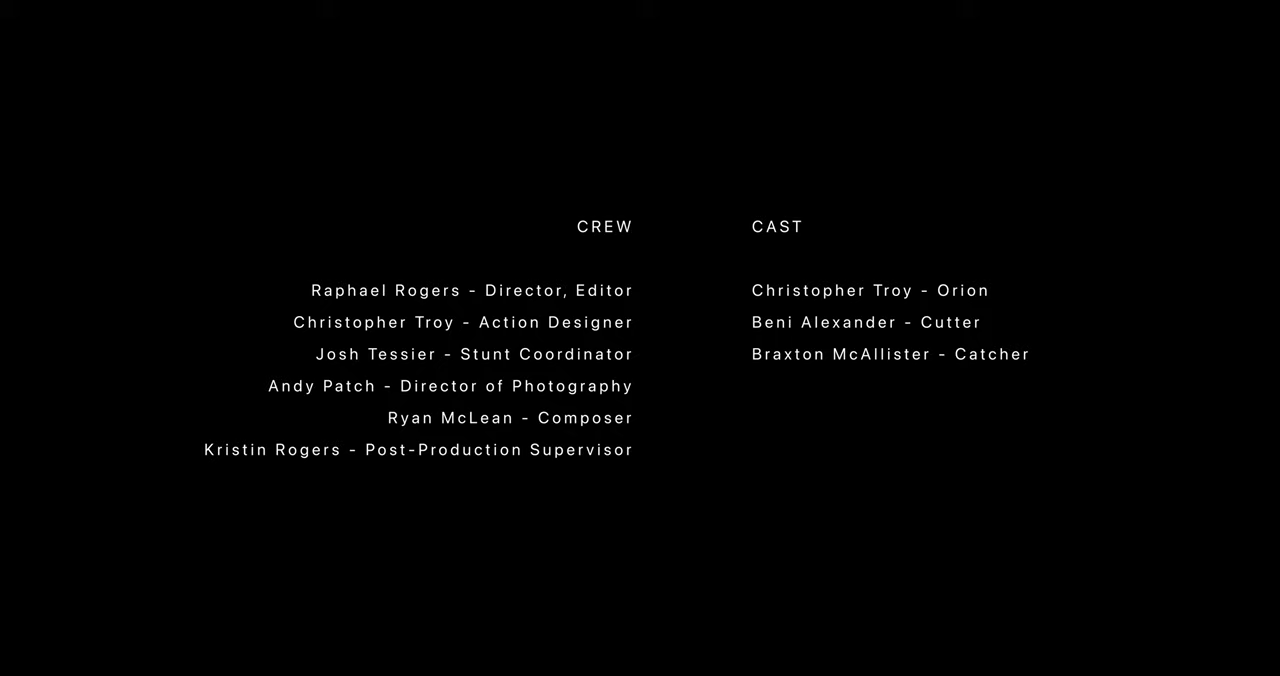 CREW
Raphael Rogers - Director, Editor
Christopher Troy - Action Designer
Josh Tessier - Stunt Coordinator
Andy Patch - Director of Photography
Ryan McLean - Composer
Kristin Rogers - Post-Production Supervisor
CAST
Christopher Troy - Orion
Beni Alexander - Cutter
Braxton McAllister - Catcher